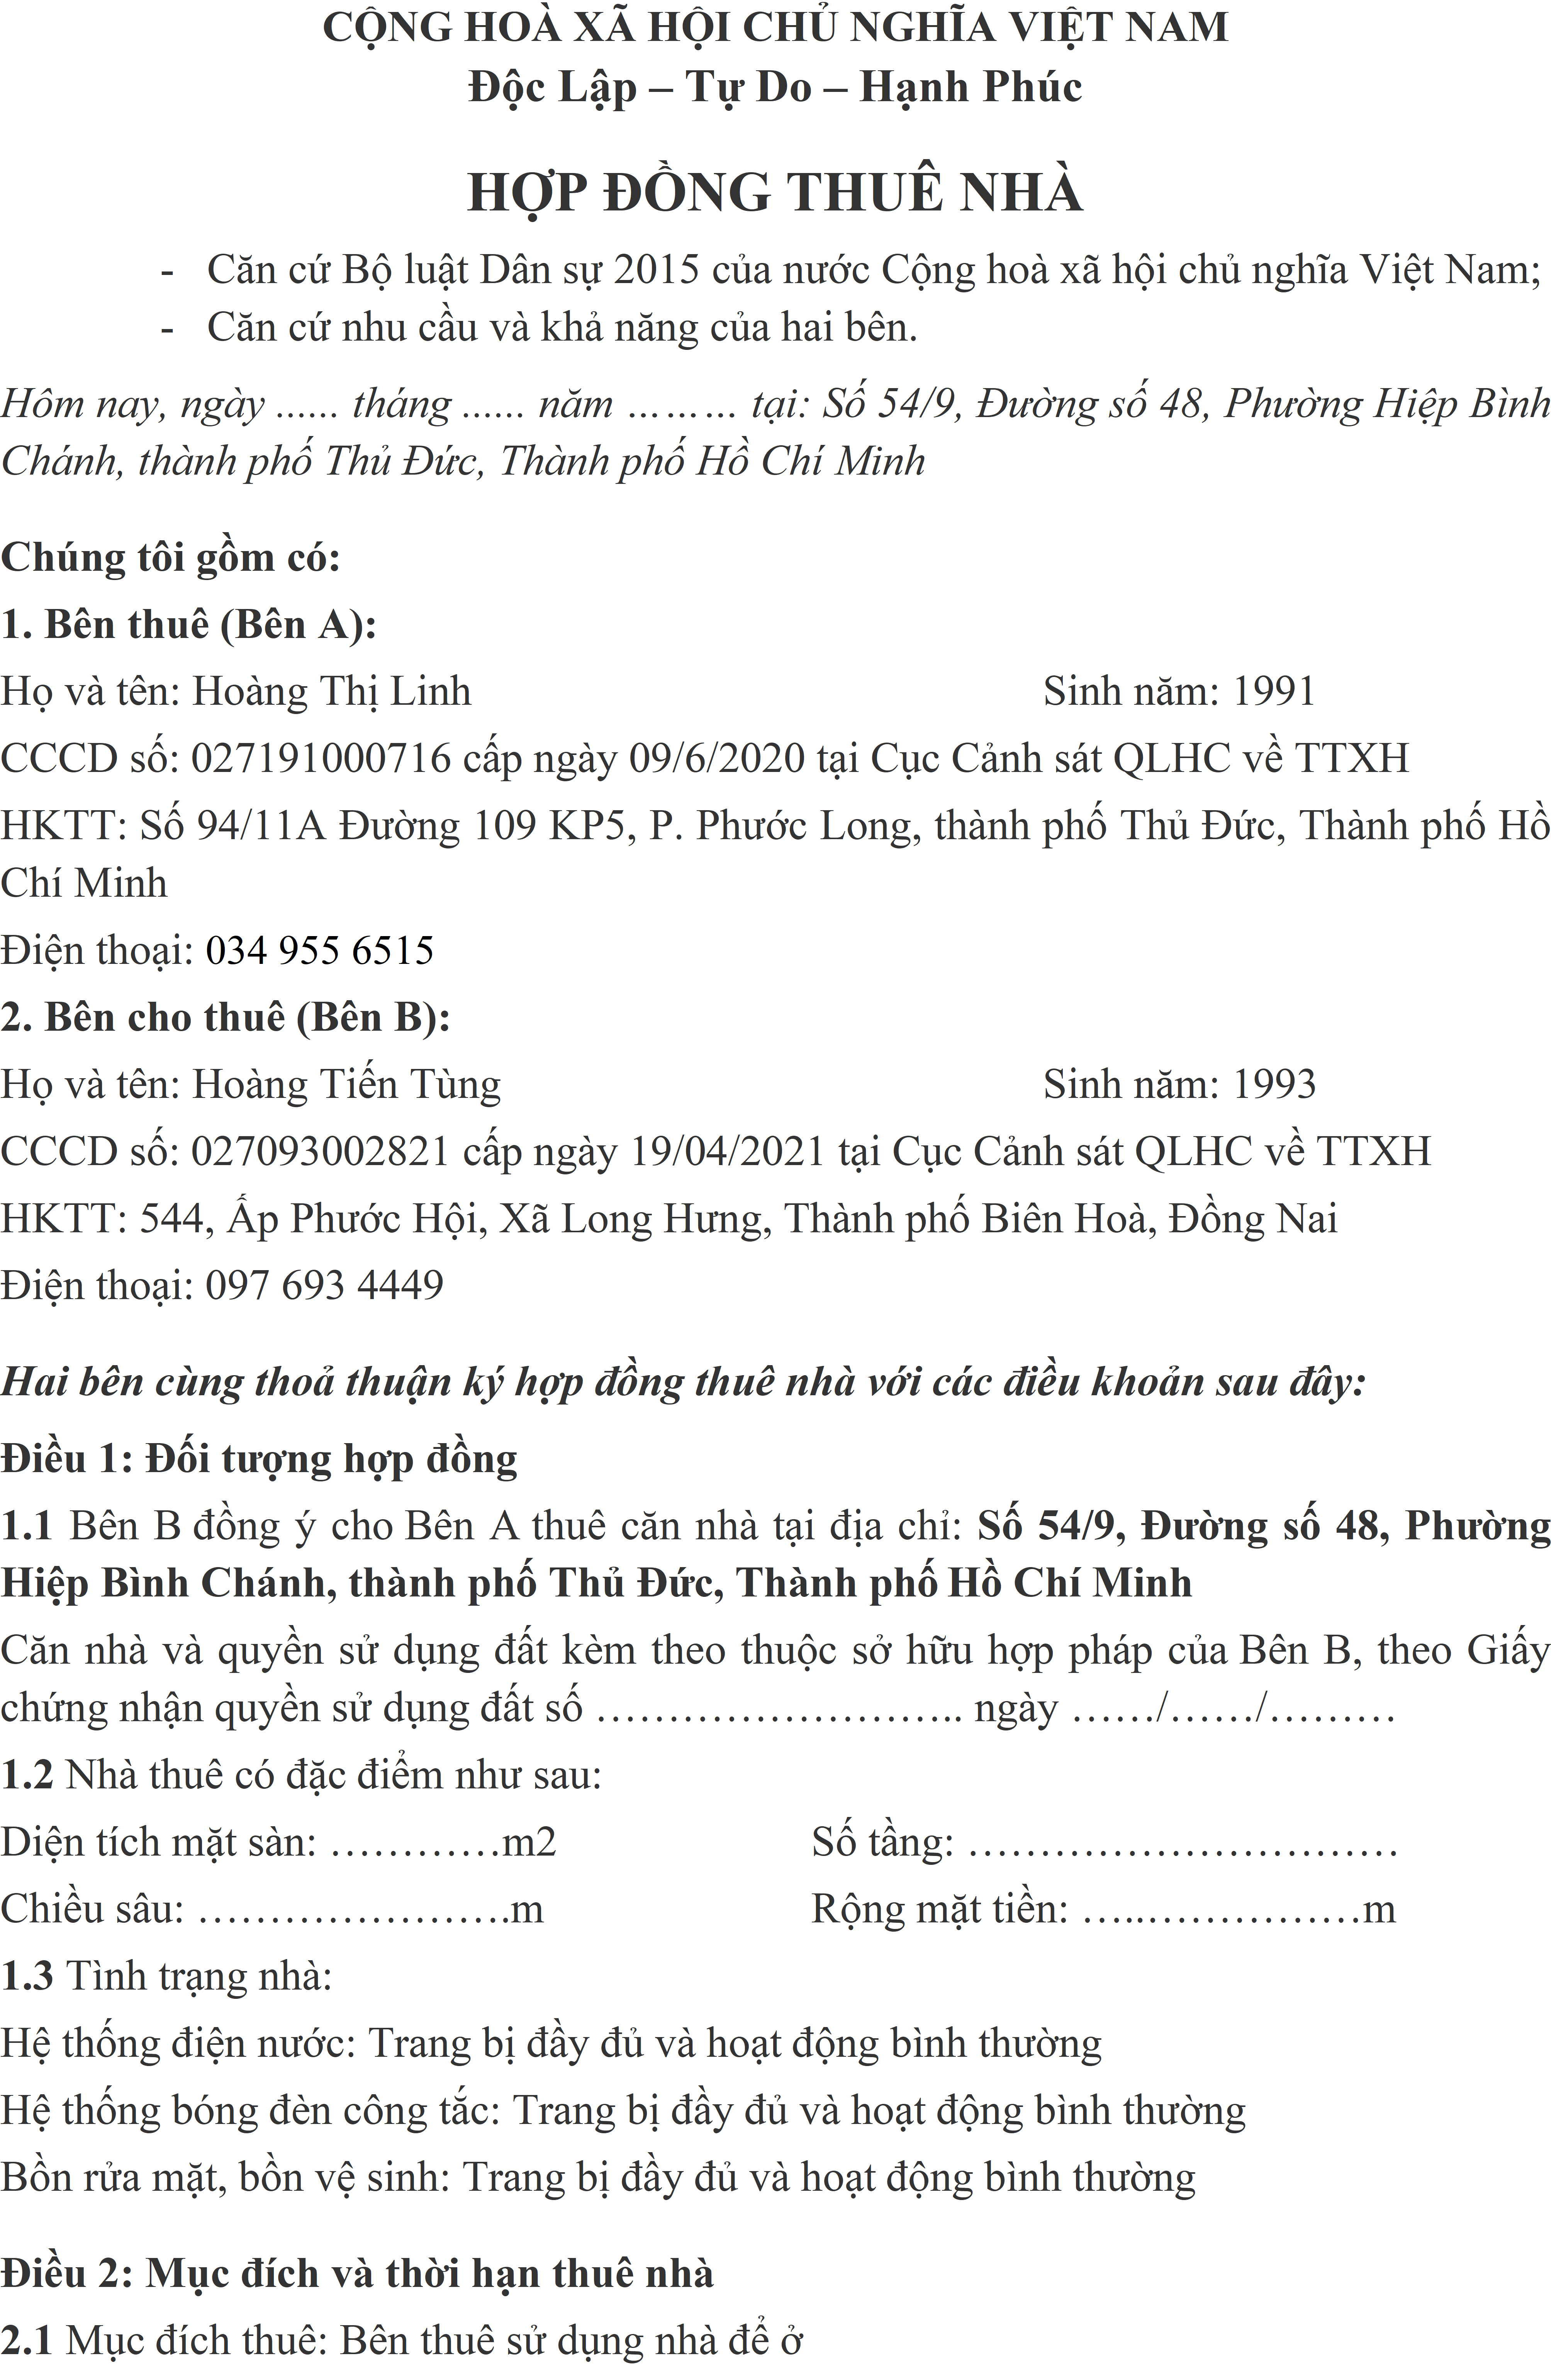 CỘNG HOÀ XÃ HỘI CHỦ NGHĨA VIỆT NAM
Độc Lập – Tự Do – Hạnh Phúc
HỢP ĐỒNG THUÊ NHÀ
- Căn cứ Bộ luật Dân sự 2015 của nước Cộng hoà xã hội chủ nghĩa Việt Nam;
- Căn cứ nhu cầu và khả năng của hai bên.
Hôm nay, ngày ...... tháng ...... năm ……… tại: Số 54/9, Đường số 48, Phường Hiệp Bình
Chánh, thành phố Thủ Đức, Thành phố Hồ Chí Minh
Chúng tôi gồm có:
1. Bên thuê (Bên A):
Họ và tên: Hoàng Thị Linh Sinh năm: 1991
CCCD số: 027191000716 cấp ngày 09/6/2020 tại Cục Cảnh sát QLHC về TTXH
HKTT: Số 94/11A Đường 109 KP5, P. Phước Long, thành phố Thủ Đức, Thành phố Hồ
Chí Minh
Điện thoại: 034 955 6515
2. Bên cho thuê (Bên B):
Họ và tên: Hoàng Tiến Tùng Sinh năm: 1993
CCCD số: 027093002821 cấp ngày 19/04/2021 tại Cục Cảnh sát QLHC về TTXH
HKTT: 544, Ấp Phước Hội, Xã Long Hưng, Thành phố Biên Hoà, Đồng Nai
Điện thoại: 097 693 4449
Hai bên cùng thoả thuận ký hợp đồng thuê nhà với các điều khoản sau đây:
Điều 1: Đối tượng hợp đồng
1.1 Bên B đồng ý cho Bên A thuê căn nhà tại địa chỉ: Số 54/9, Đường số 48, Phường
Hiệp Bình Chánh, thành phố Thủ Đức, Thành phố Hồ Chí Minh
Căn nhà và quyền sử dụng đất kèm theo thuộc sở hữu hợp pháp của Bên B, theo Giấy
chứng nhận quyền sử dụng đất số …………………….. ngày ……/……/………
1.2 Nhà thuê có đặc điểm như sau:
Diện tích mặt sàn: …………m2 Số tầng: …………………………
Chiều sâu: ………………….m Rộng mặt tiền: …..……………m
1.3 Tình trạng nhà:
Hệ thống điện nước: Trang bị đầy đủ và hoạt động bình thường
Hệ thống bóng đèn công tắc: Trang bị đầy đủ và hoạt động bình thường
Bồn rửa mặt, bồn vệ sinh: Trang bị đầy đủ và hoạt động bình thường
Điều 2: Mục đích và thời hạn thuê nhà
2.1 Mục đích thuê: Bên thuê sử dụng nhà để ở